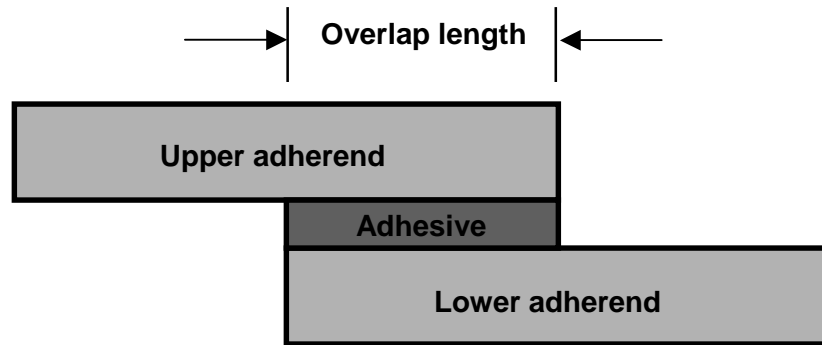 Overlap length
Upper adherend
Adhesive
Lower adherend